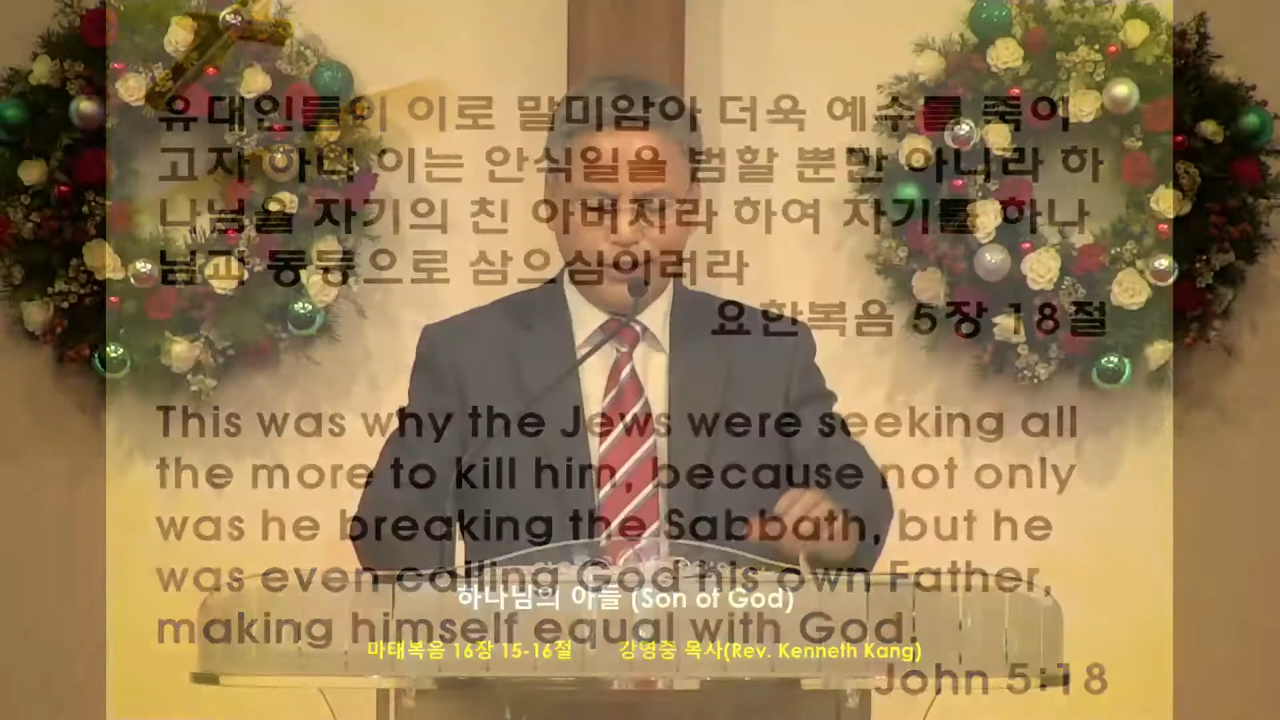 유대인들이 이로 말미암아 더욱 예수를 죽이
고자 하니 이는 안식일을 범할 뿐만 아니라 하
나님을 자기의 친 아버지라 하여 자기를 하나
님과 동등으로 삼으심이러라
요한복음 5장 18절
This was why the Jews were seeking all
the more to kill him, because not only
was he breaking the Sabbath, but he
was even calling God his own Father,
making himself equal with God.
John 5:18
하나님의 아들 (Son of God)
마태복음 16장 15-16절 강영중 목사(Rev. Kenneth Kang)